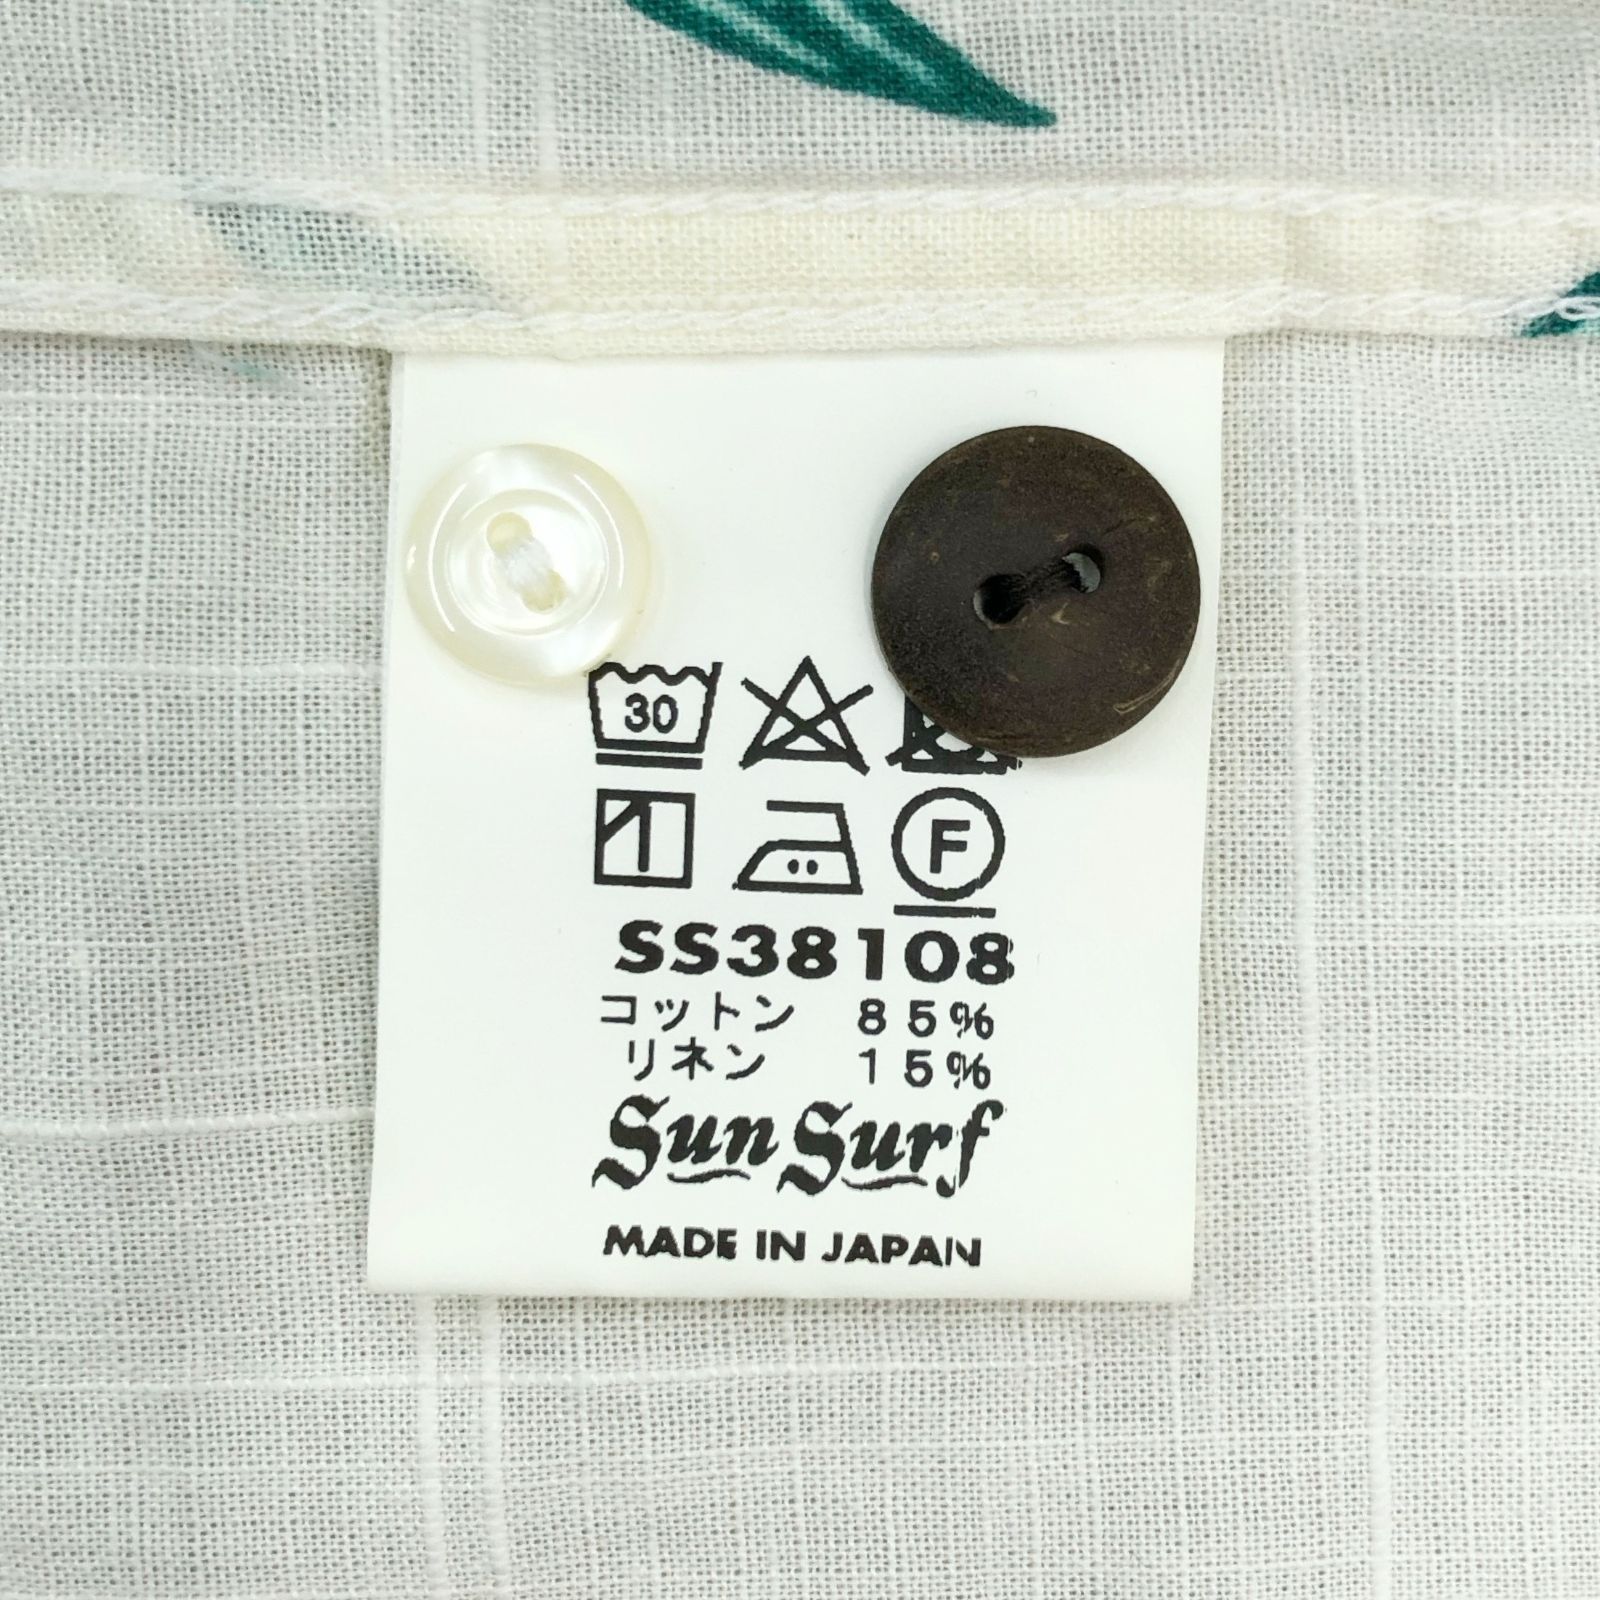 30
F
SS38108
コットン 85%
リネン 15%
Sun Surf
MADE IN JAPAN